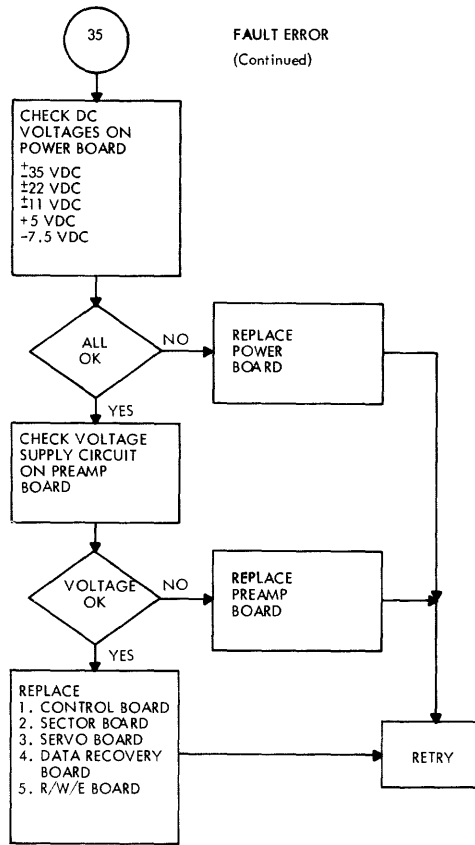 35
FAULT ERROR
(Continued)
CHECK DC
VOLTAGES ON
POWER BOARD
±35 VDC
±22 VDC
±11 VDC
+5 VDC
-7.5 VDC
ALL
OK
NO
REPLACE
POWER
BOARD
YES
CHECK VOLTAGE
SUPPLY CIRCUIT
ON PREAMP
BOARD
VOLTAGE
OK
NO
REPLACE
PREAMP
BOARD
YES
REPLACE
1. CONTROL BOARD
2. SECTOR BOARD
3. SERVO BOARD
4. DATA RECOVERY
BOARD
5. R/W/E BOARD
RETRY